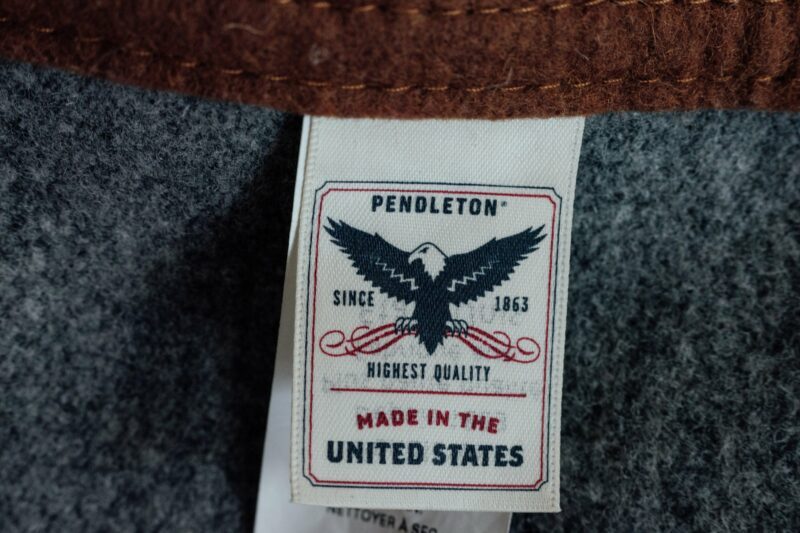 PENDLETON®
SINCE 1863
HIGHEST QUALITY
MADE IN THE
UNITED STATES
NETTOYER À SEC